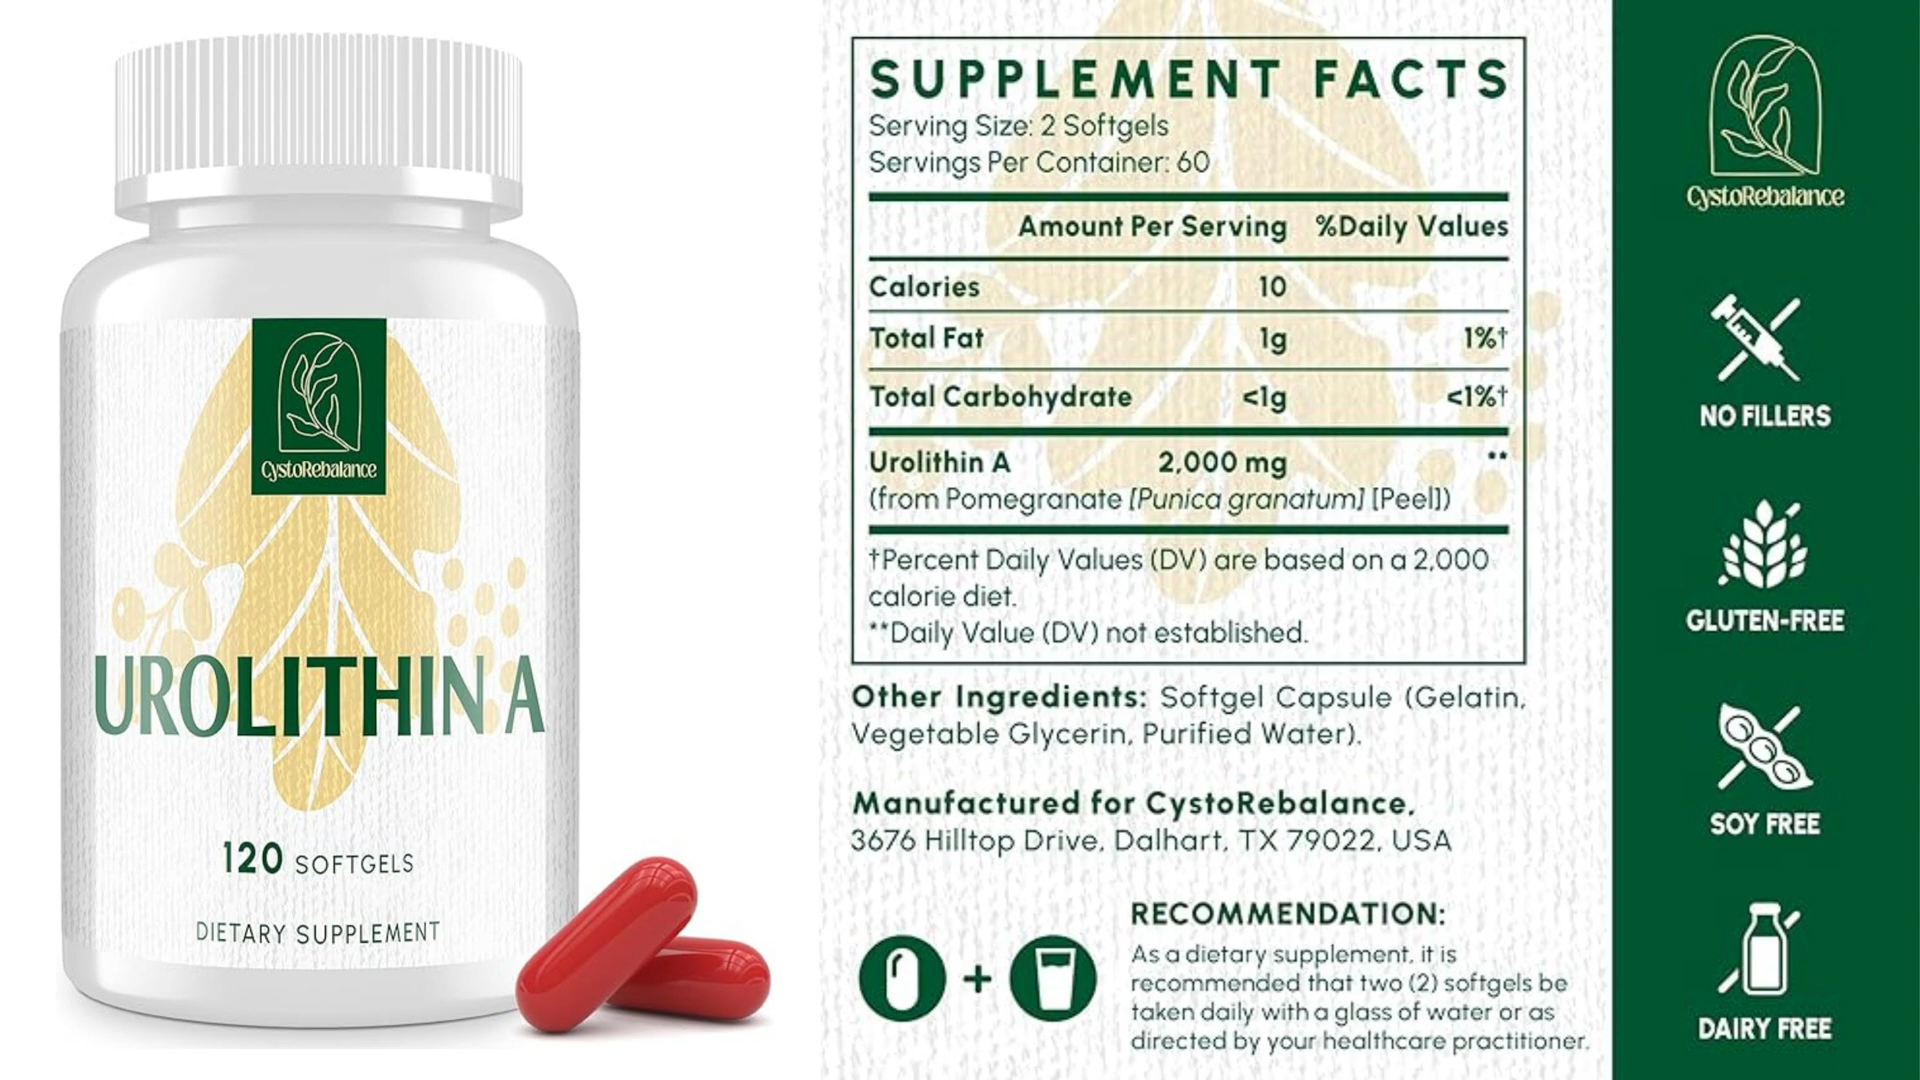 CystoRebalance
UROLITHIN A
120 SOFTGELS
DIETARY SUPPLEMENT
SUPPLEMENT FACTS
Serving Size: 2 Softgels
Servings Per Container: 60
Amount Per Serving %Daily Values
Calories 10
Total Fat 1g 1%†
Total Carbohydrate <1g <1%†
Urolithin A 2,000 mg **
(from Pomegranate [Punica granatum] [Peel])
†Percent Daily Values (DV) are based on a 2,000
calorie diet.
**Daily Value (DV) not established.
Other Ingredients: Softgel Capsule (Gelatin,
Vegetable Glycerin, Purified Water).
Manufactured for CystoRebalance,
3676 Hilltop Drive, Dalhart, TX 79022, USA
RECOMMENDATION:
As a dietary supplement, it is
recommended that two (2) softgels be
taken daily with a glass of water or as
directed by your healthcare practitioner.
CystoRebalance
NO FILLERS
GLUTEN-FREE
SOY FREE
DAIRY FREE